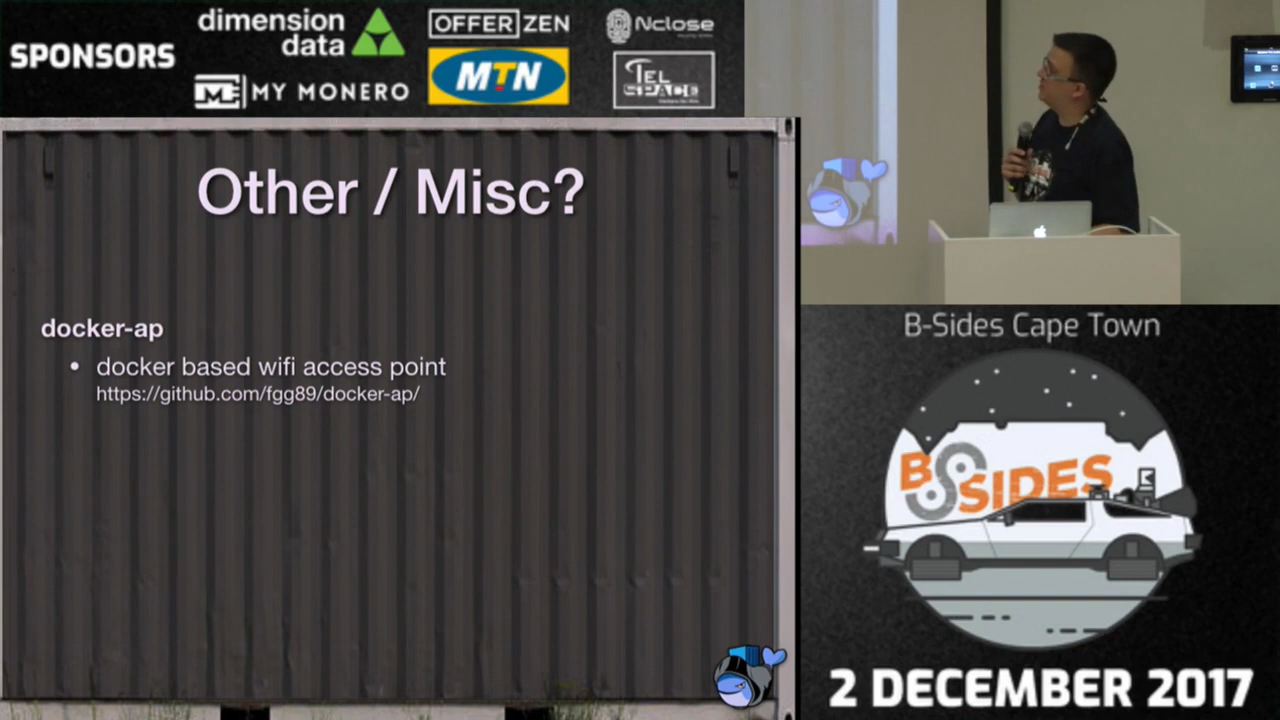 SPONSORS
dimension
data
OFFERZEN
Nclose
MY MONERO
MTN
TEL
SPACE
Other / Misc?
docker-ap
• docker based wifi access point
https://github.com/fgg89/docker-ap/
B-Sides Cape Town
BSIDES
2 DECEMBER 2017